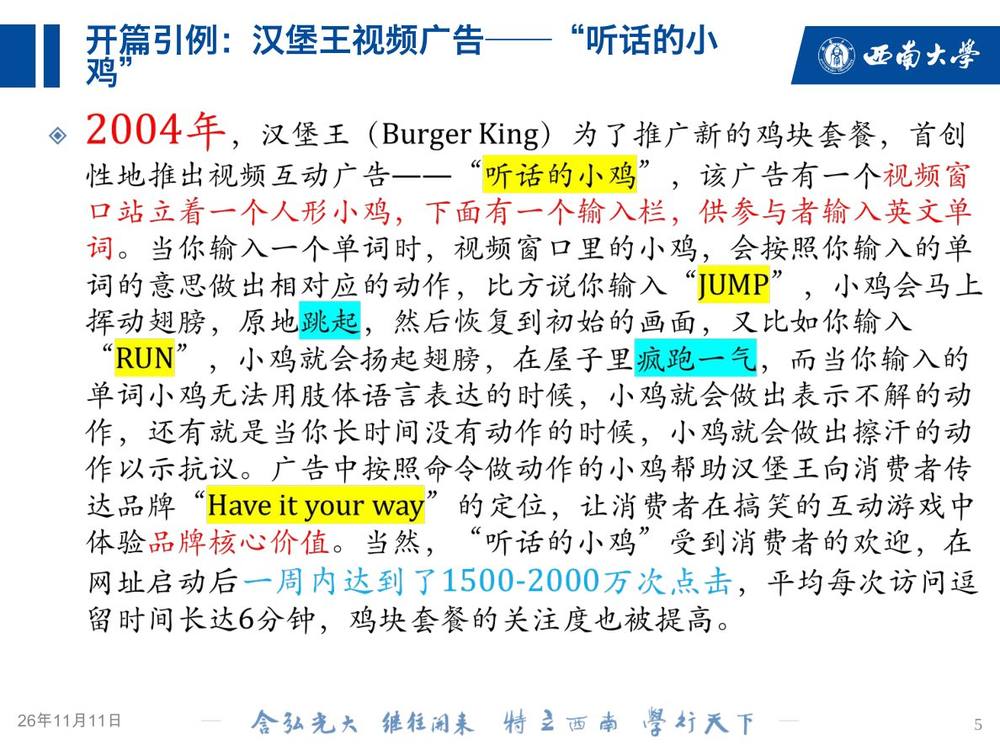 开篇引例：汉堡王视频广告——“听话的小
鸡”
西南大学
2004年，汉堡王（Burger King）为了推广新的鸡块套餐，首创
性地推出视频互动广告——“听话的小鸡”，该广告有一个视频窗
口站立着一个人形小鸡，下面有一个输入栏，供参与者输入英文单
词。当你输入一个单词时，视频窗口里的小鸡，会按照你输入的单
词的意思做出相对应的动作，比方说你输入“JUMP”，小鸡会马上
挥动翅膀，原地跳起，然后恢复到初始的画面，又比如你输入
“RUN”，小鸡就会扬起翅膀，在屋子里疯跑一气，而当你输入的
单词小鸡无法用肢体语言表达的时候，小鸡就会做出表示不解的动
作，还有就是当你长时间没有动作的时候，小鸡就会做出擦汗的动
作以示抗议。广告中按照命令做动作的小鸡帮助汉堡王向消费者传
达品牌“Have it your way”的定位，让消费者在搞笑的互动游戏中
体验品牌核心价值。当然，“听话的小鸡”受到消费者的欢迎，在
网址启动后一周内达到了1500-2000万次点击，平均每次访问逗
留时间长达6分钟，鸡块套餐的关注度也被提高。
26年11月11日
含弘光大 继往开来 特立西南 学行天下
5